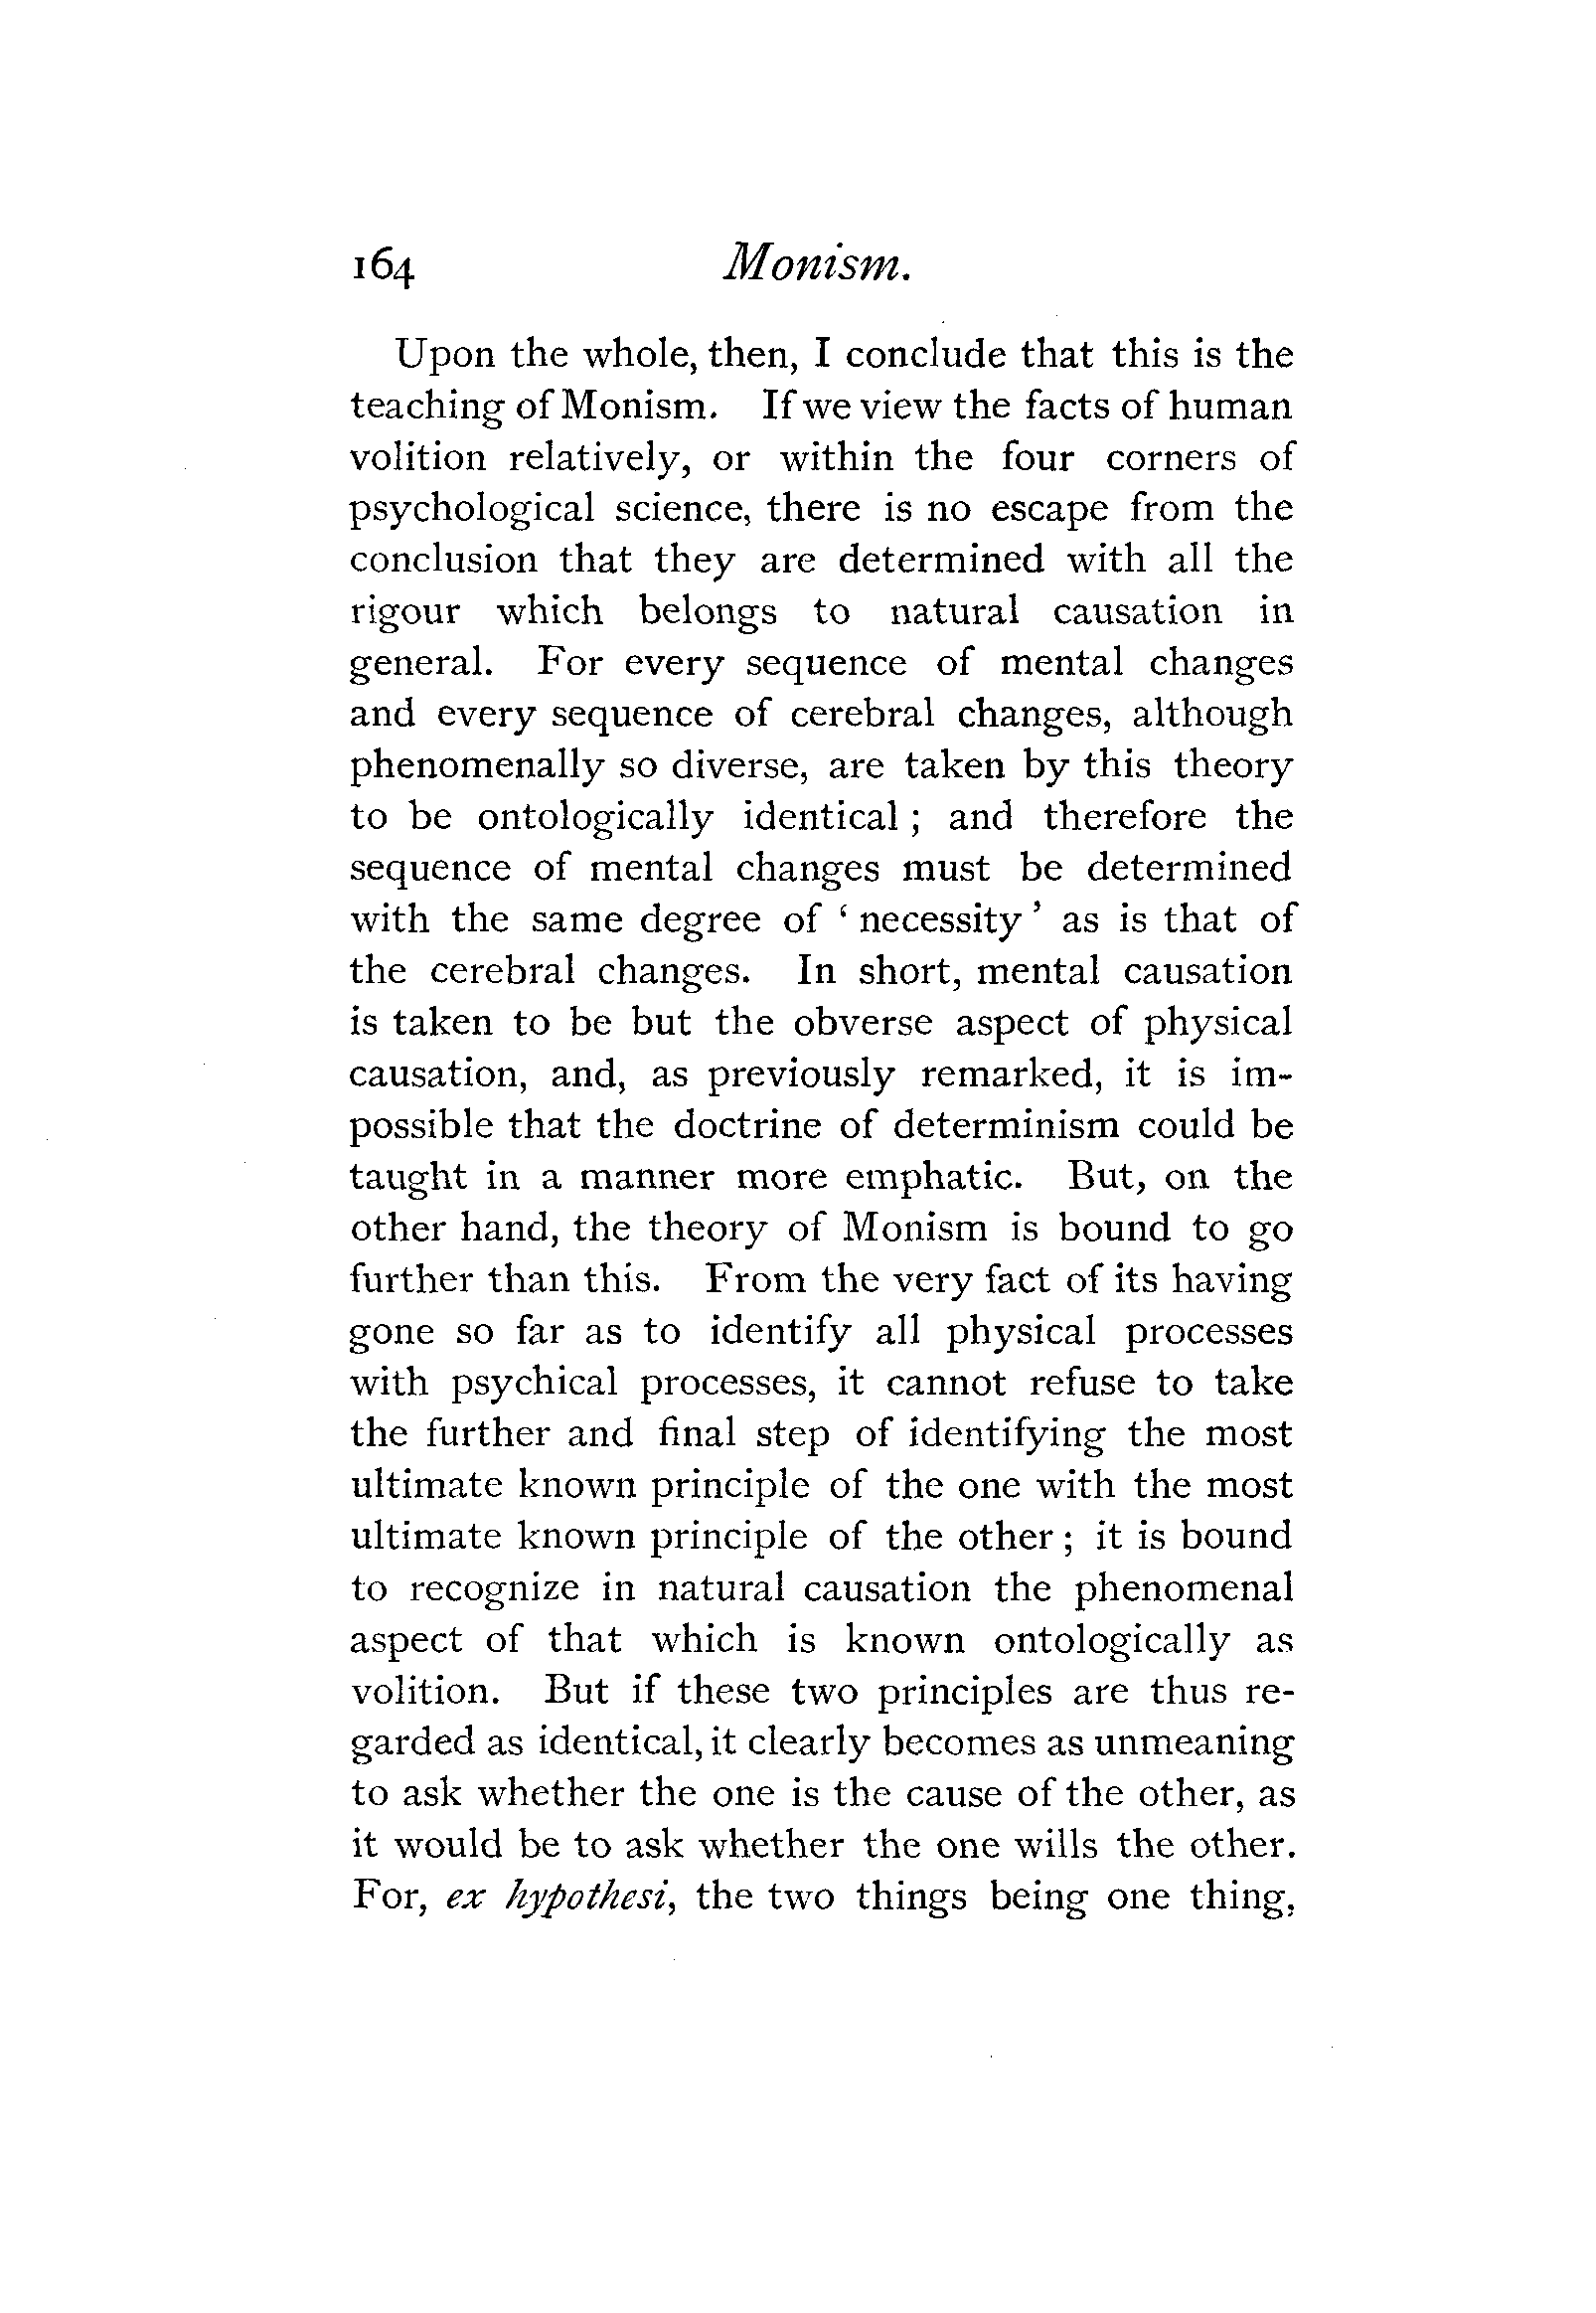 164 Monism.
Upon the whole, then, I conclude that this is the
teaching of Monism. If we view the facts of human
volition relatively, or within the four corners of
psychological science, there is no escape from the
conclusion that they are determined with all the
rigour which belongs to natural causation in
general. For every sequence of mental changes
and every sequence of cerebral changes, although
phenomenally so diverse, are taken by this theory
to be ontologically identical ; and therefore the
sequence of mental changes must be determined
with the same degree of ‘ necessity ’ as is that of
the cerebral changes. In short, mental causation
is taken to be but the obverse aspect of physical
causation, and, as previously remarked, it is im-
possible that the doctrine of determinism could be
taught in a manner more emphatic. But, on the
other hand, the theory of Monism is bound to go
further than this. From the very fact of its having
gone so far as to identify all physical processes
with psychical processes, it cannot refuse to take
the further and final step of identifying the most
ultimate known principle of the one with the most
ultimate known principle of the other ; it is bound
to recognize in natural causation the phenomenal
aspect of that which is known ontologically as
volition. But if these two principles are thus re-
garded as identical, it clearly becomes as unmeaning
to ask whether the one is the cause of the other, as
it would be to ask whether the one wills the other.
For, ex hypothesi, the two things being one thing,